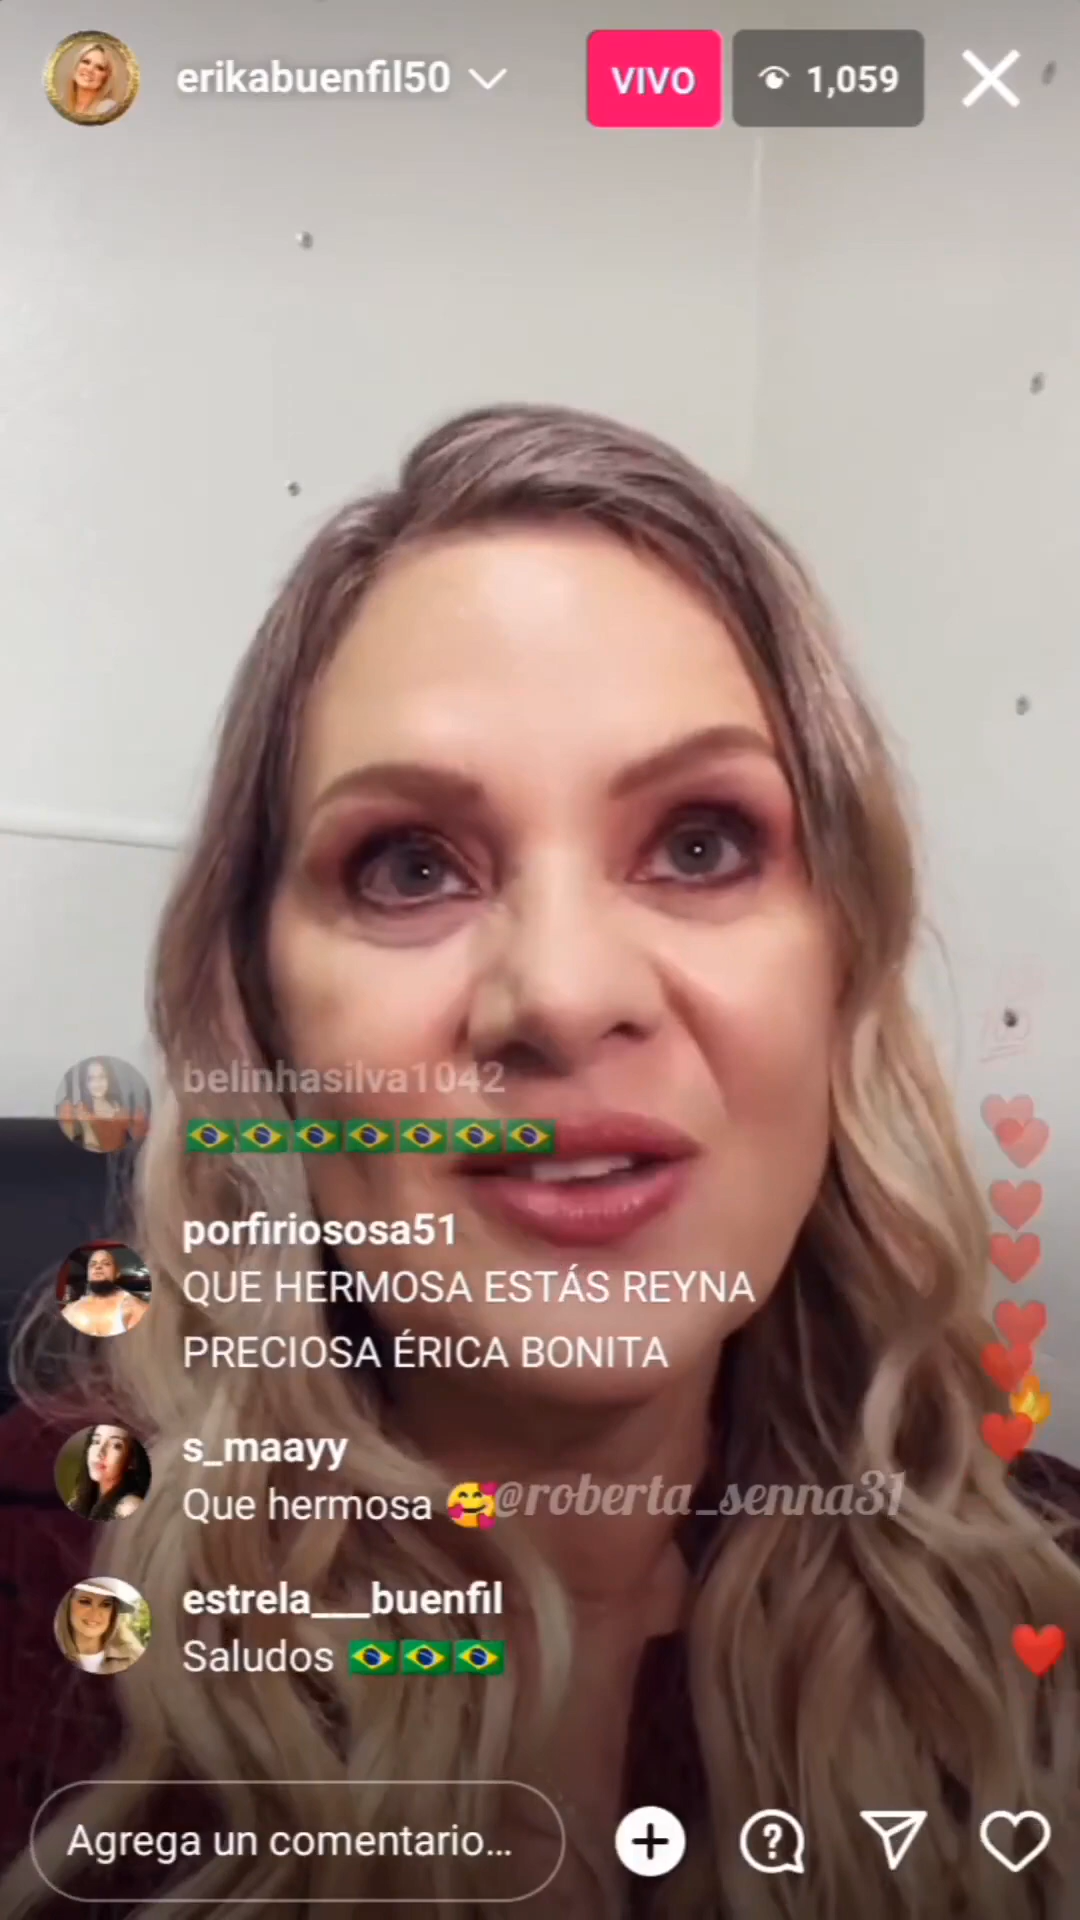 erikabuenfil50
VIVO
1,059
belinhasilva1042
🇧🇷🇧🇷🇧🇷🇧🇷🇧🇷🇧🇷🇧🇷
porfiriososa51
QUE HERMOSA ESTÁS REYNA
PRECIOSA ÉRICA BONITA
s_maayy
Que hermosa 🥰
@roberta_senna31
estrela___buenfil
Saludos 🇧🇷🇧🇷🇧🇷
Agrega un comentario...